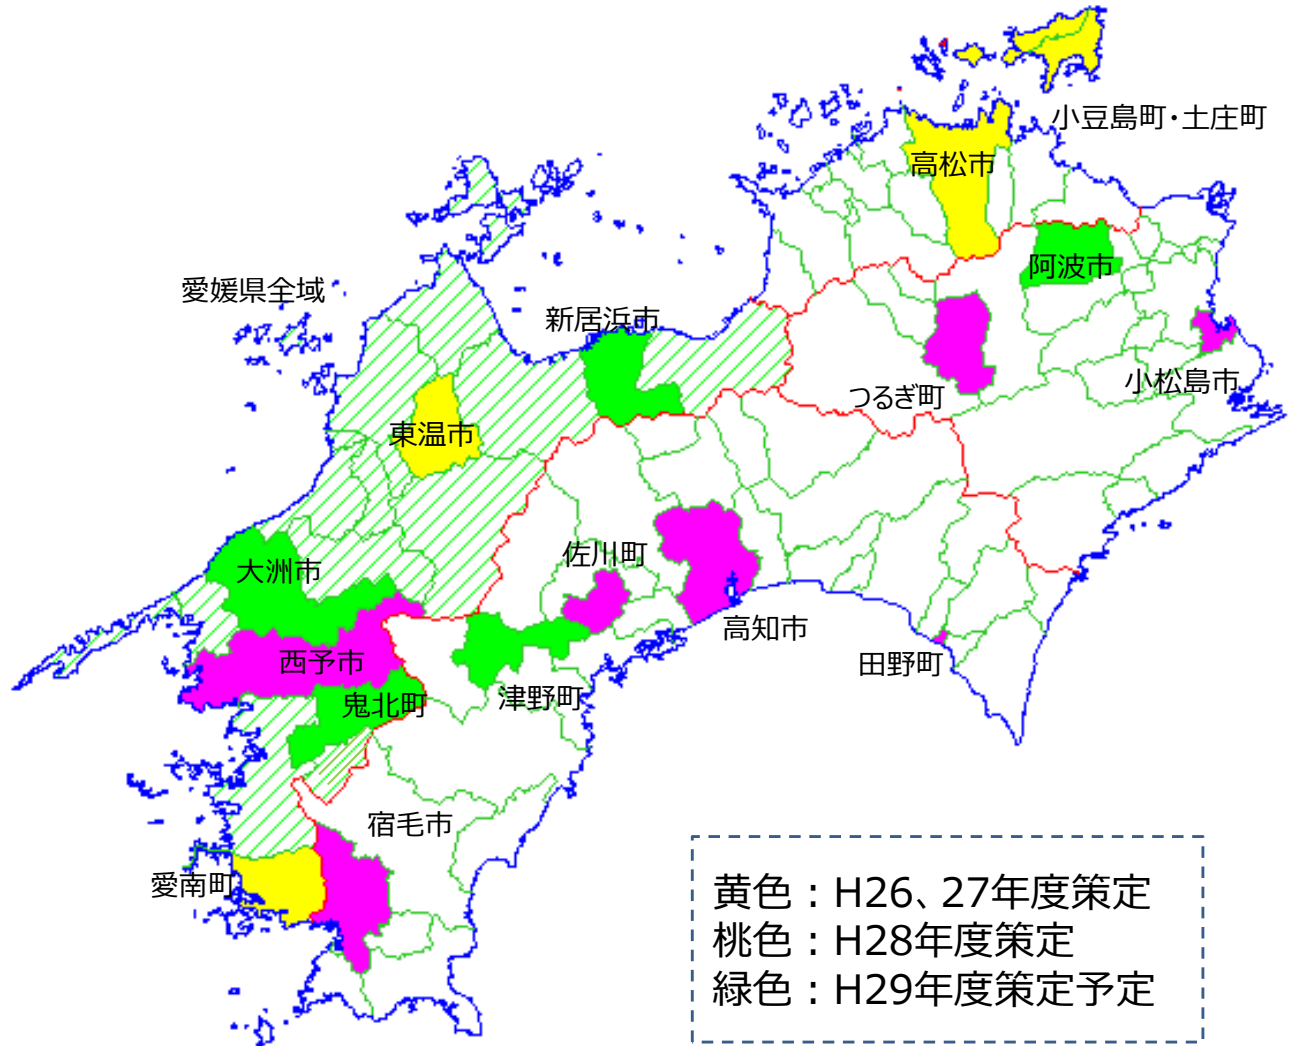 小豆島町・土庄町
高松市
阿波市
愛媛県全域
新居浜市
つるぎ町
小松島市
東温市
佐川町
大洲市
高知市
西予市
田野町
鬼北町
津野町
宿毛市
愛南町
黄色：H26、27年度策定
桃色：H28年度策定
緑色：H29年度策定予定